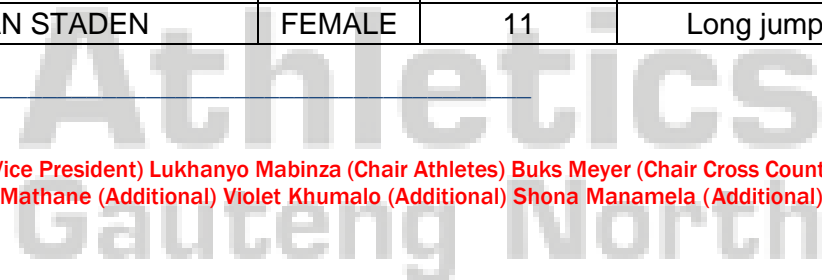 AN STADEN FEMALE 11 Long jump
Athletics
Vice President) Lukhanyo Mabinza (Chair Athletes) Buks Meyer (Chair Cross Count
Mathane (Additional) Violet Khumalo (Additional) Shona Manamela (Additional)
Gauteng North